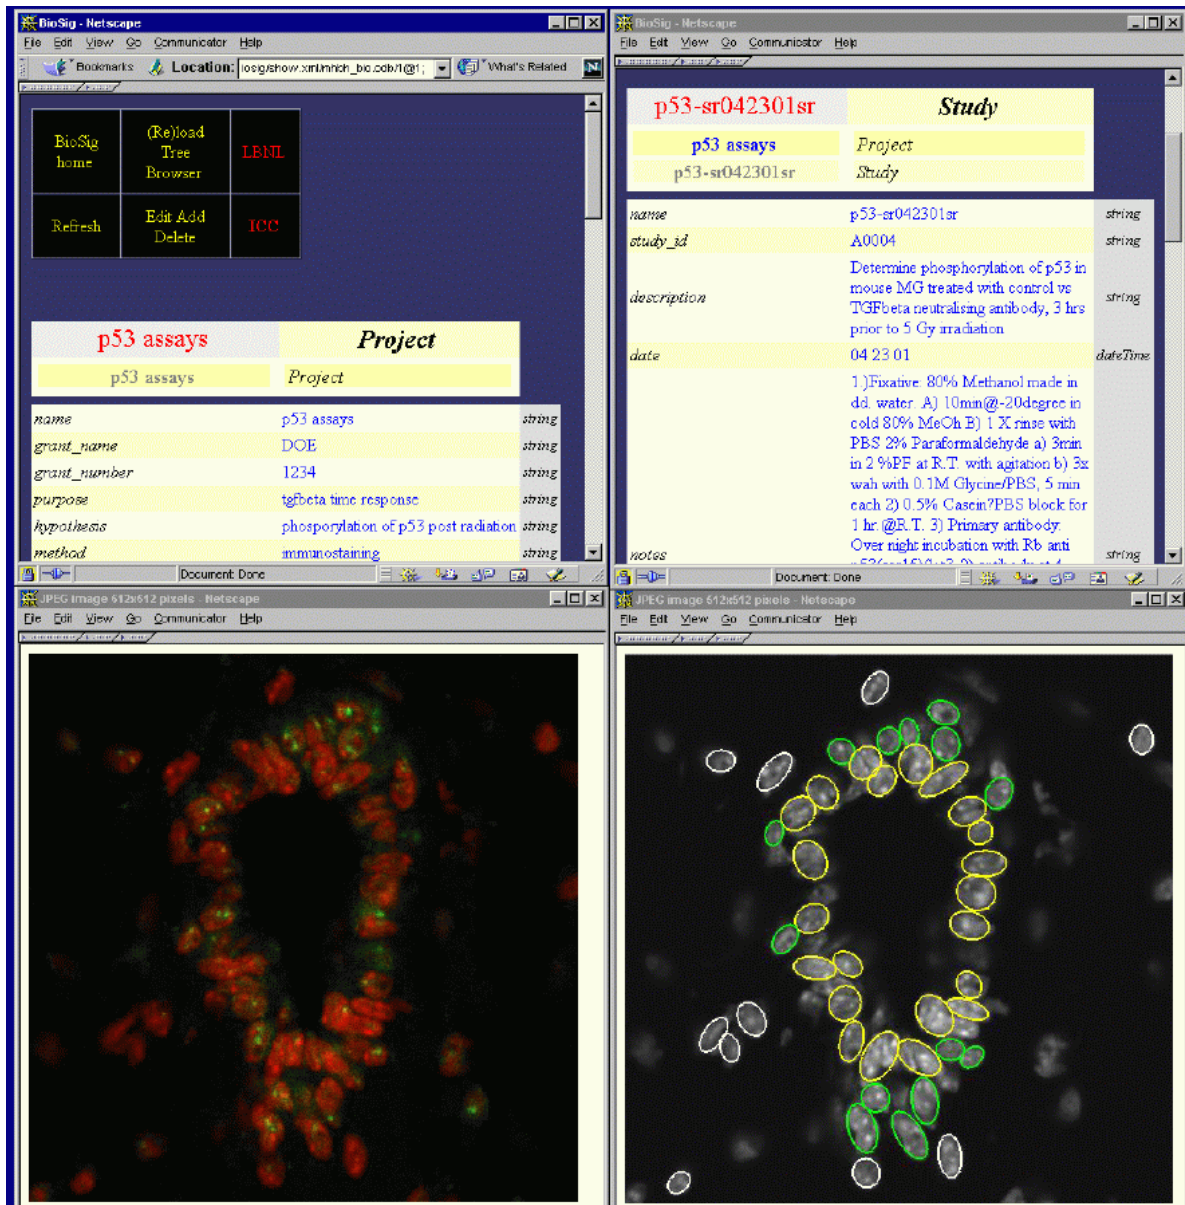 BioSig - Netscape
File Edit View Go Communicator Help
Bookmarks Location: iosig/show.xml/mhich_bio.odb/1@1; What's Related N
BioSig home
(Re)load Tree Browser
LBNL
Refresh
Edit Add Delete
ICC
p53 assays Project
p53 assays Project
name p53 assays string
grant_name DOE string
grant_number 1234 string
purpose tgfbeta time response string
hypothesis phosporylation of p53 post radiation string
method immunostaining string
Document: Done
BioSig - Netscape
File Edit View Go Communicator Help
p53-sr042301sr Study
p53 assays Project
p53-sr042301sr Study
name p53-sr042301sr string
study_id A0004 string
Determine phosphorylation of p53 in
mouse MG treated with control vs
description TGFbeta neutralising antibody, 3 hrs string
prior to 5 Gy irradiation
date 04 23 01 dateTime
1.)Fixative: 80% Methanol made in
dd. water. A) 10min@-20degree in
cold 80% MeOh B) 1 X rinse with
PBS 2% Paraformaldehyde a) 3min
in 2 %PF at R.T. with agitation b) 3x
wah with 0.1M Glycine/PBS, 5 min
each 2) 0.5% Casein?PBS block for
1 hr. @R.T. 3) Primary antibody:
Over night incubation with Rb anti
notes string
Document: Done
JPEG image 512x512 pixels - Netscape
File Edit View Go Communicator Help
JPEG image 512x512 pixels - Netscape
File Edit View Go Communicator Help